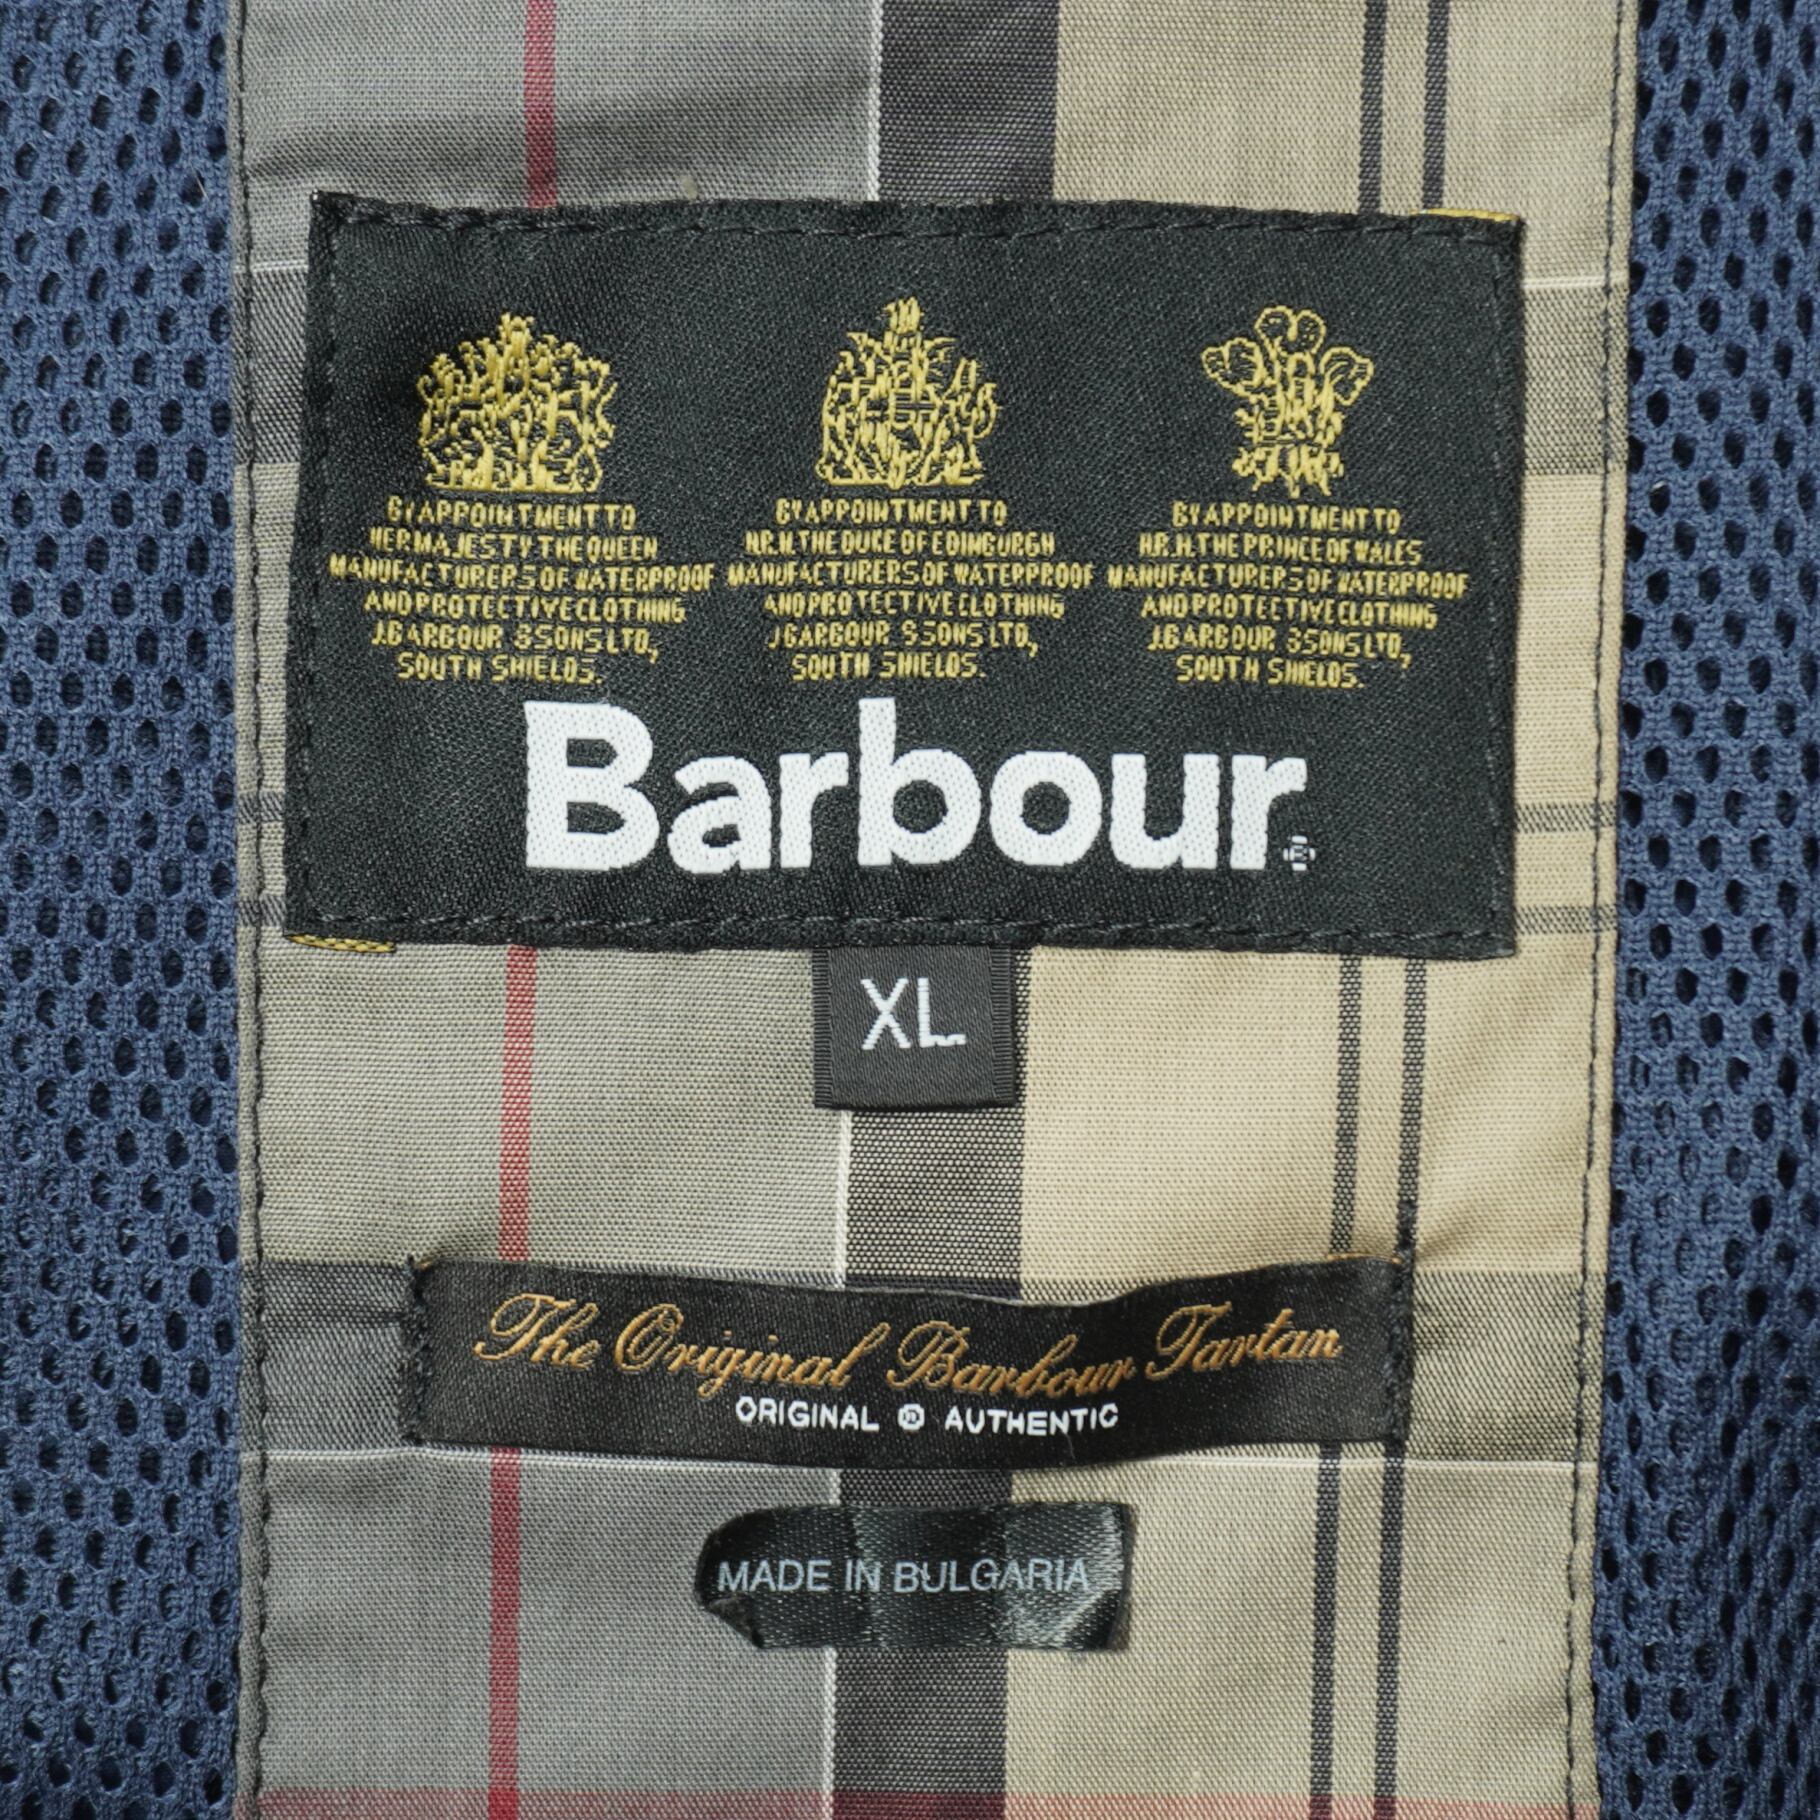 BY APPOINTMENT TO
HER MAJESTY THE QUEEN
MANUFACTURERS OF WATERPROOF
AND PROTECTIVE CLOTHING
J.BARBOUR & SONS LTD,
SOUTH SHIELDS.
BY APPOINTMENT TO
H.R.H. THE DUKE OF EDINBURGH
MANUFACTURERS OF WATERPROOF
AND PROTECTIVE CLOTHING
J.BARBOUR & SONS LTD,
SOUTH SHIELDS.
BY APPOINTMENT TO
H.R.H. THE PRINCE OF WALES
MANUFACTURERS OF WATERPROOF
AND PROTECTIVE CLOTHING
J.BARBOUR & SONS LTD,
SOUTH SHIELDS.
Barbour®
XL
The Original Barbour Tartan
ORIGINAL ® AUTHENTIC
MADE IN BULGARIA